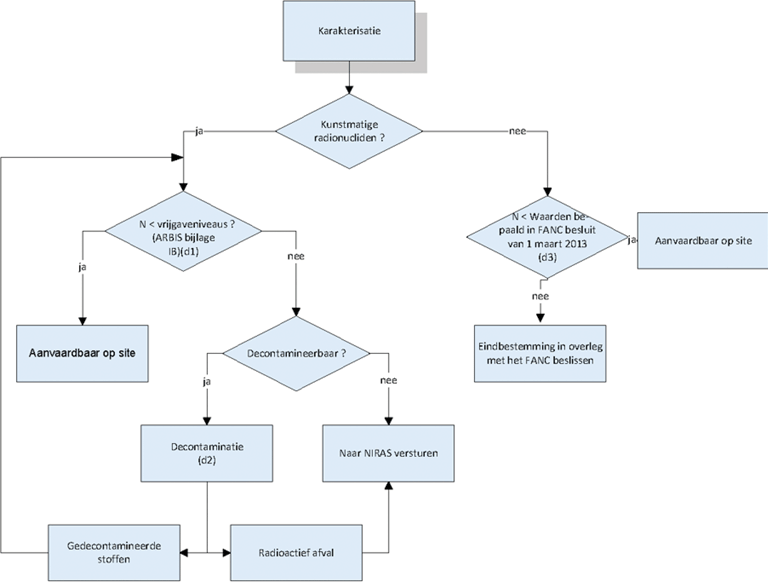 Karakterisatie
Kunstmatige
radionucliden ?
ja
nee
N < vrijgaveniveaus ?
(ARBIS bijlage
IB)(d1)
N < Waarden be-
paald in FANC besluit
van 1 maart 2013
(d3)
ja
Aanvaardbaar op site
ja
nee
nee
Aanvaardbaar op site
Decontamineerbaar ?
Eindbestemming in overleg
met het FANC beslissen
ja
nee
Decontaminatie
(d2)
Naar NIRAS versturen
Gedecontamineerde
stoffen
Radioactief afval